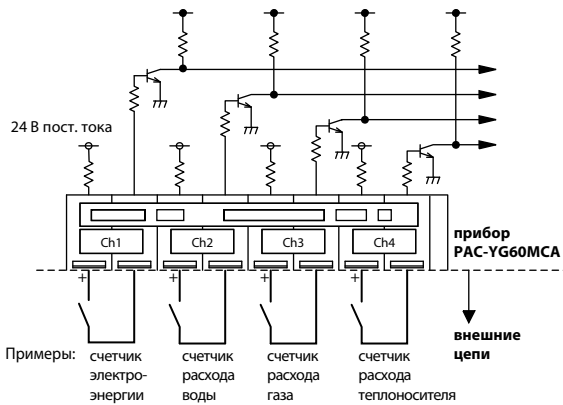 24 В пост. тока
Ch1 Ch2 Ch3 Ch4
прибор
PAC-YG60MCA
+ + + +
внешние
цепи
Примеры: счетчик счетчик счетчик счетчик
электро- расхода расхода расхода
энергии воды газа теплоносителя